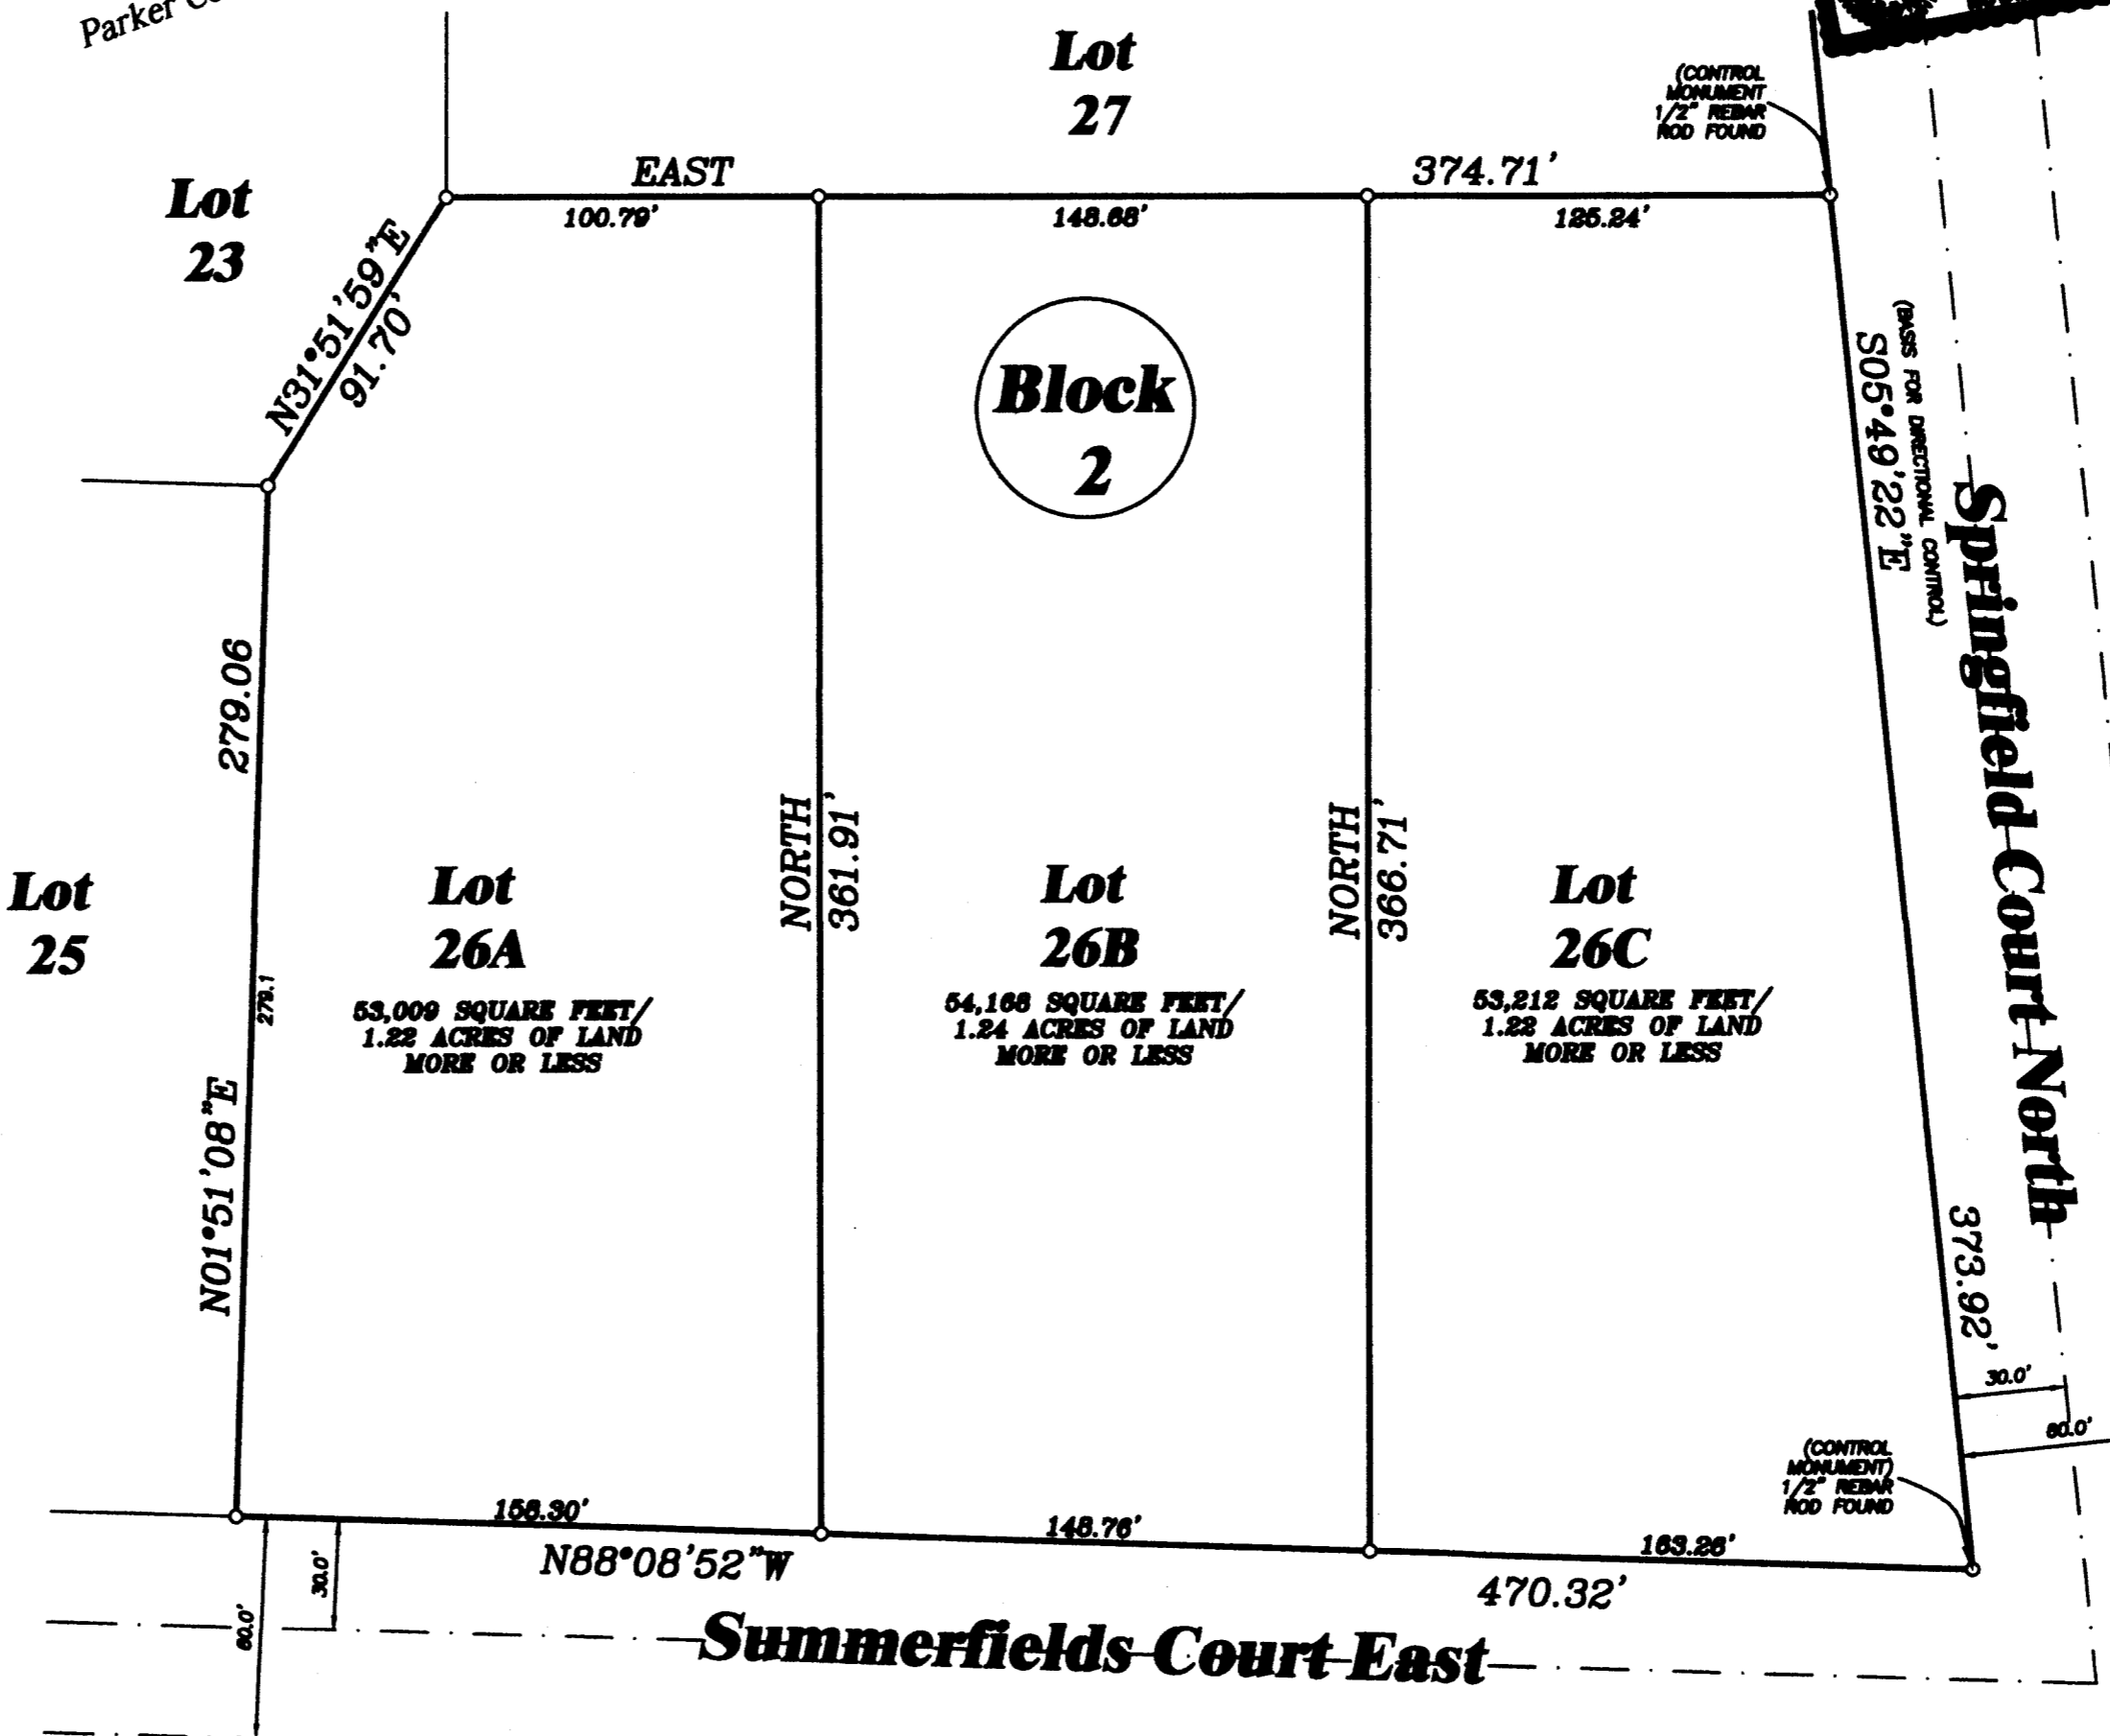 Parker
Lot
27
(CONTROL
MONUMENT
1/2" REBAR
ROD FOUND
EAST
374.71'
Lot
23
100.79'
148.68'
125.24'
N31°51'59"E
91.70'
Block
2
(BASIS FOR DIRECTIONAL CONTROL)
S05°49'22"E
Springfield Court North
279.06
NORTH
361.91'
NORTH
366.71'
Lot
25
Lot
26A
53,009 SQUARE FEET/
1.22 ACRES OF LAND
MORE OR LESS
Lot
26B
54,168 SQUARE FEET/
1.24 ACRES OF LAND
MORE OR LESS
Lot
26C
53,212 SQUARE FEET/
1.22 ACRES OF LAND
MORE OR LESS
279.1
N01°51'08"E
373.92'
30.0'
60.0'
(CONTROL
MONUMENT)
1/2" REBAR
ROD FOUND
158.30'
148.76'
163.26'
N88°08'52"W
470.32'
30.0'
60.0'
Summerfields Court East